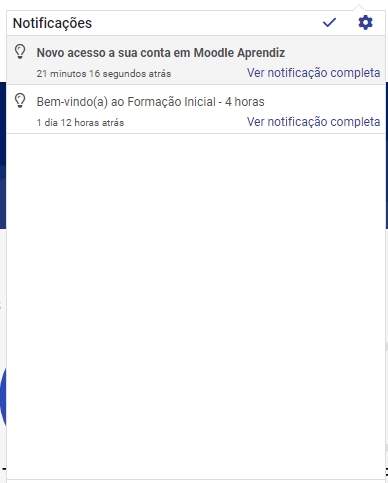 Notificações
Novo acesso a sua conta em Moodle Aprendiz
21 minutos 16 segundos atrás
Ver notificação completa
Bem-vindo(a) ao Formação Inicial - 4 horas
1 dia 12 horas atrás
Ver notificação completa